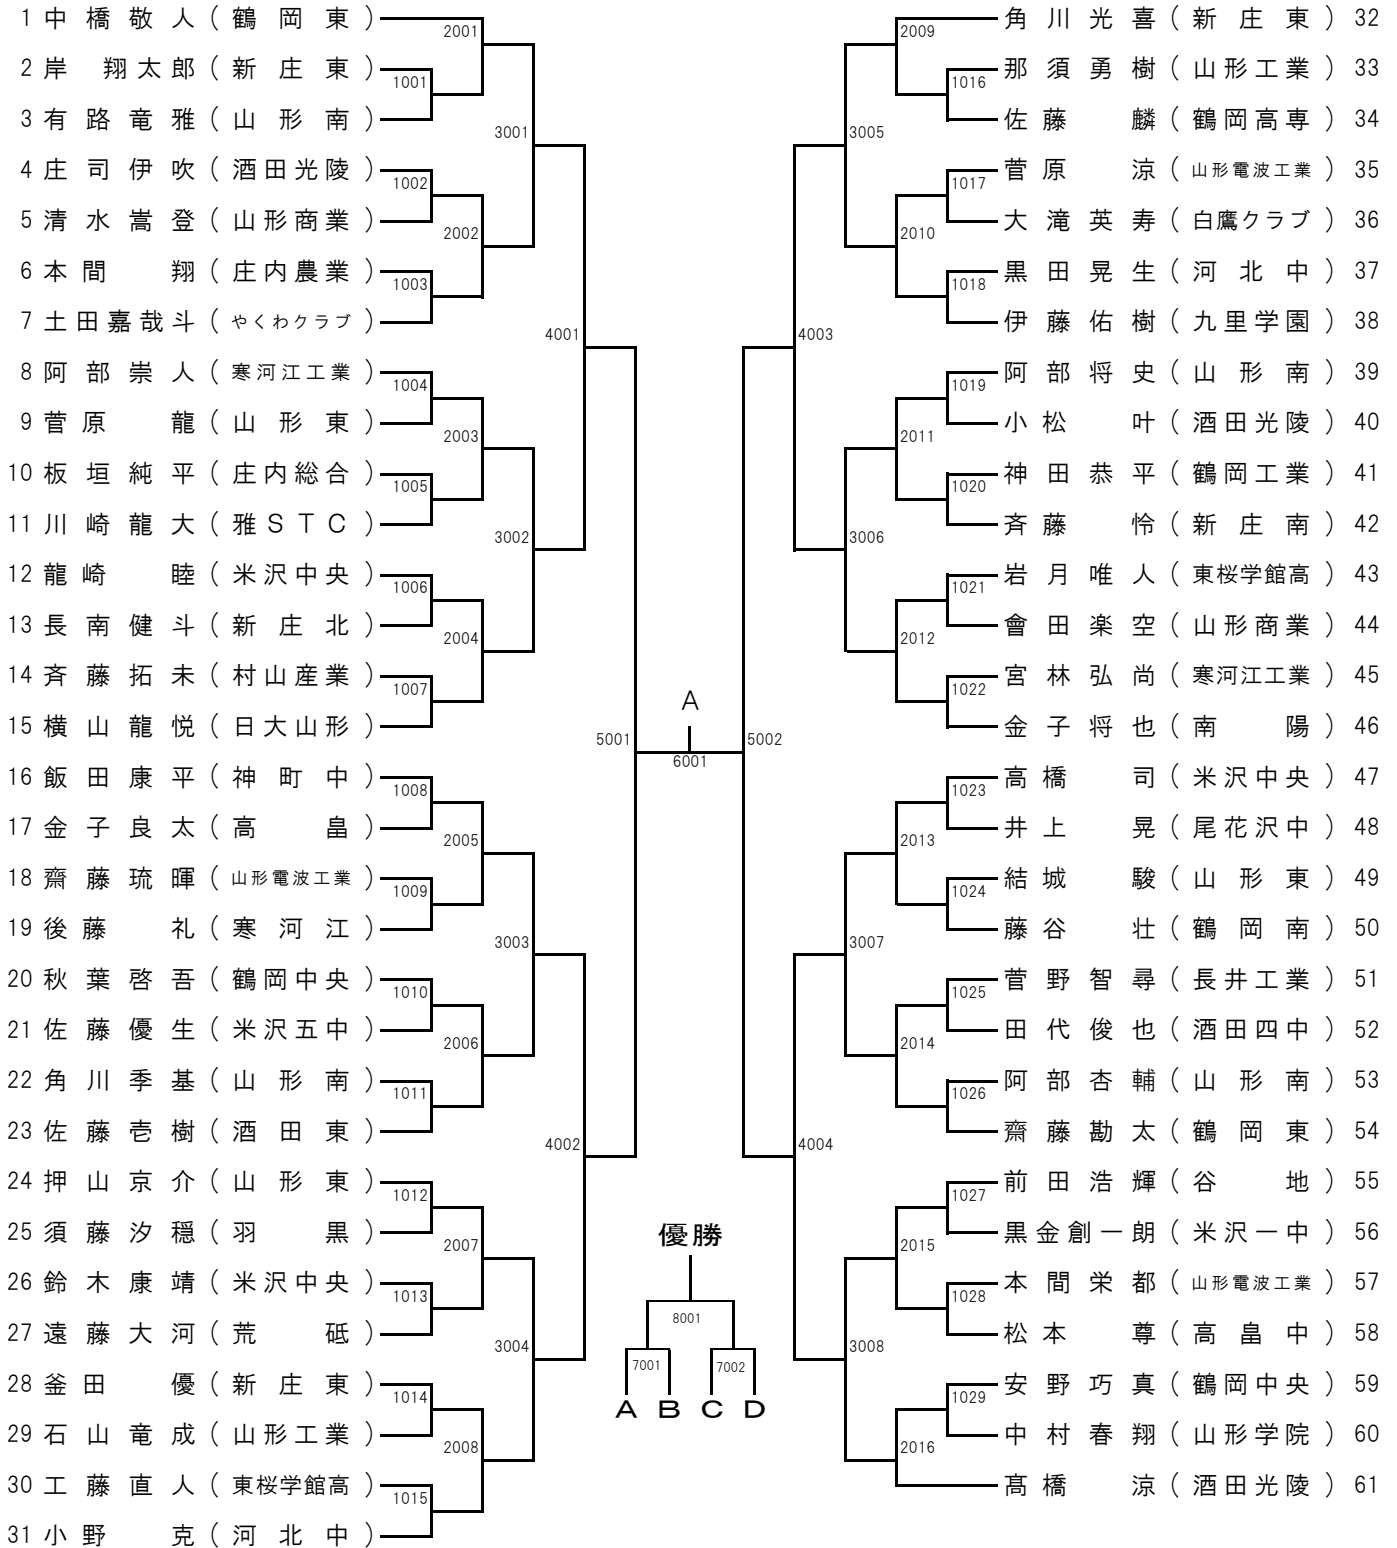 1 中橋敬人(鶴岡東)
2001
2 岸 翔太郎(新庄東)
1001
3 有路竜雅(山形南)
3001
4 庄司伊吹(酒田光陵)
1002
5 清水嵩登(山形商業)
2002
6 本間 翔(庄内農業)
1003
7 土田嘉哉斗(やくわクラブ)
4001
8 阿部崇人(寒河江工業)
1004
9 菅原 龍(山形東)
2003
10 板垣純平(庄内総合)
1005
11 川崎龍大(雅STC)
3002
12 龍崎 睦(米沢中央)
1006
13 長南健斗(新庄北)
2004
14 斉藤拓未(村山産業)
1007
15 横山龍悦(日大山形)
5001
16 飯田康平(神町中)
1008
17 金子良太(高畠)
2005
18 齋藤琉暉(山形電波工業)
1009
19 後藤 礼(寒河江)
3003
20 秋葉啓吾(鶴岡中央)
1010
21 佐藤優生(米沢五中)
2006
22 角川季基(山形南)
1011
23 佐藤壱樹(酒田東)
4002
24 押山京介(山形東)
1012
25 須藤汐穏(羽黒)
2007
26 鈴木康靖(米沢中央)
1013
27 遠藤大河(荒砥)
3004
28 釜田 優(新庄東)
1014
29 石山竜成(山形工業)
2008
30 工藤直人(東桜学館高)
1015
31 小野 克(河北中)
A
6001
優勝
8001
7001 7002
A B C D
角川光喜(新庄東) 32
2009
那須勇樹(山形工業) 33
1016
佐藤 麟(鶴岡高専) 34
3005
菅原 涼(山形電波工業) 35
1017
大滝英寿(白鷹クラブ) 36
2010
黒田晃生(河北中) 37
1018
伊藤佑樹(九里学園) 38
4003
阿部将史(山形南) 39
1019
小松 叶(酒田光陵) 40
2011
神田恭平(鶴岡工業) 41
1020
斉藤 怜(新庄南) 42
3006
岩月唯人(東桜学館高) 43
1021
會田楽空(山形商業) 44
2012
宮林弘尚(寒河江工業) 45
1022
金子将也(南陽) 46
5002
高橋 司(米沢中央) 47
1023
井上 晃(尾花沢中) 48
2013
結城 駿(山形東) 49
1024
藤谷 壮(鶴岡南) 50
3007
菅野智尋(長井工業) 51
1025
田代俊也(酒田四中) 52
2014
阿部杏輔(山形南) 53
1026
齋藤勘太(鶴岡東) 54
4004
前田浩輝(谷地) 55
1027
黒金創一朗(米沢一中) 56
2015
本間栄都(山形電波工業) 57
1028
松本 尊(高畠中) 58
3008
安野巧真(鶴岡中央) 59
1029
中村春翔(山形学院) 60
2016
髙橋 涼(酒田光陵) 61